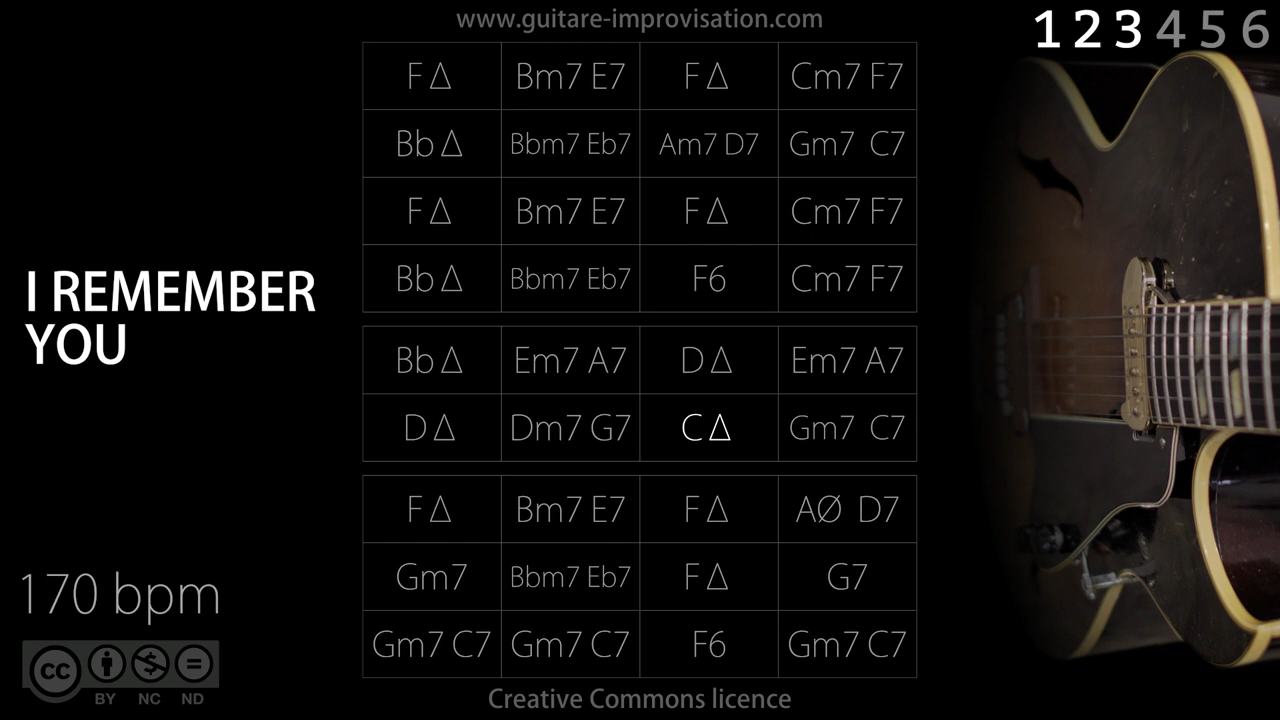 www.guitare-improvisation.com
1 2 3 4 5 6
F Δ Bm7 E7 F Δ Cm7 F7
Bb Δ Bbm7 Eb7 Am7 D7 Gm7 C7
F Δ Bm7 E7 F Δ Cm7 F7
Bb Δ Bbm7 Eb7 F6 Cm7 F7
I REMEMBER
YOU
Bb Δ Em7 A7 D Δ Em7 A7
D Δ Dm7 G7 C Δ Gm7 C7
F Δ Bm7 E7 F Δ AØ D7
Gm7 Bbm7 Eb7 F Δ G7
Gm7 C7 Gm7 C7 F6 Gm7 C7
170 bpm
cc
BY NC ND
Creative Commons licence